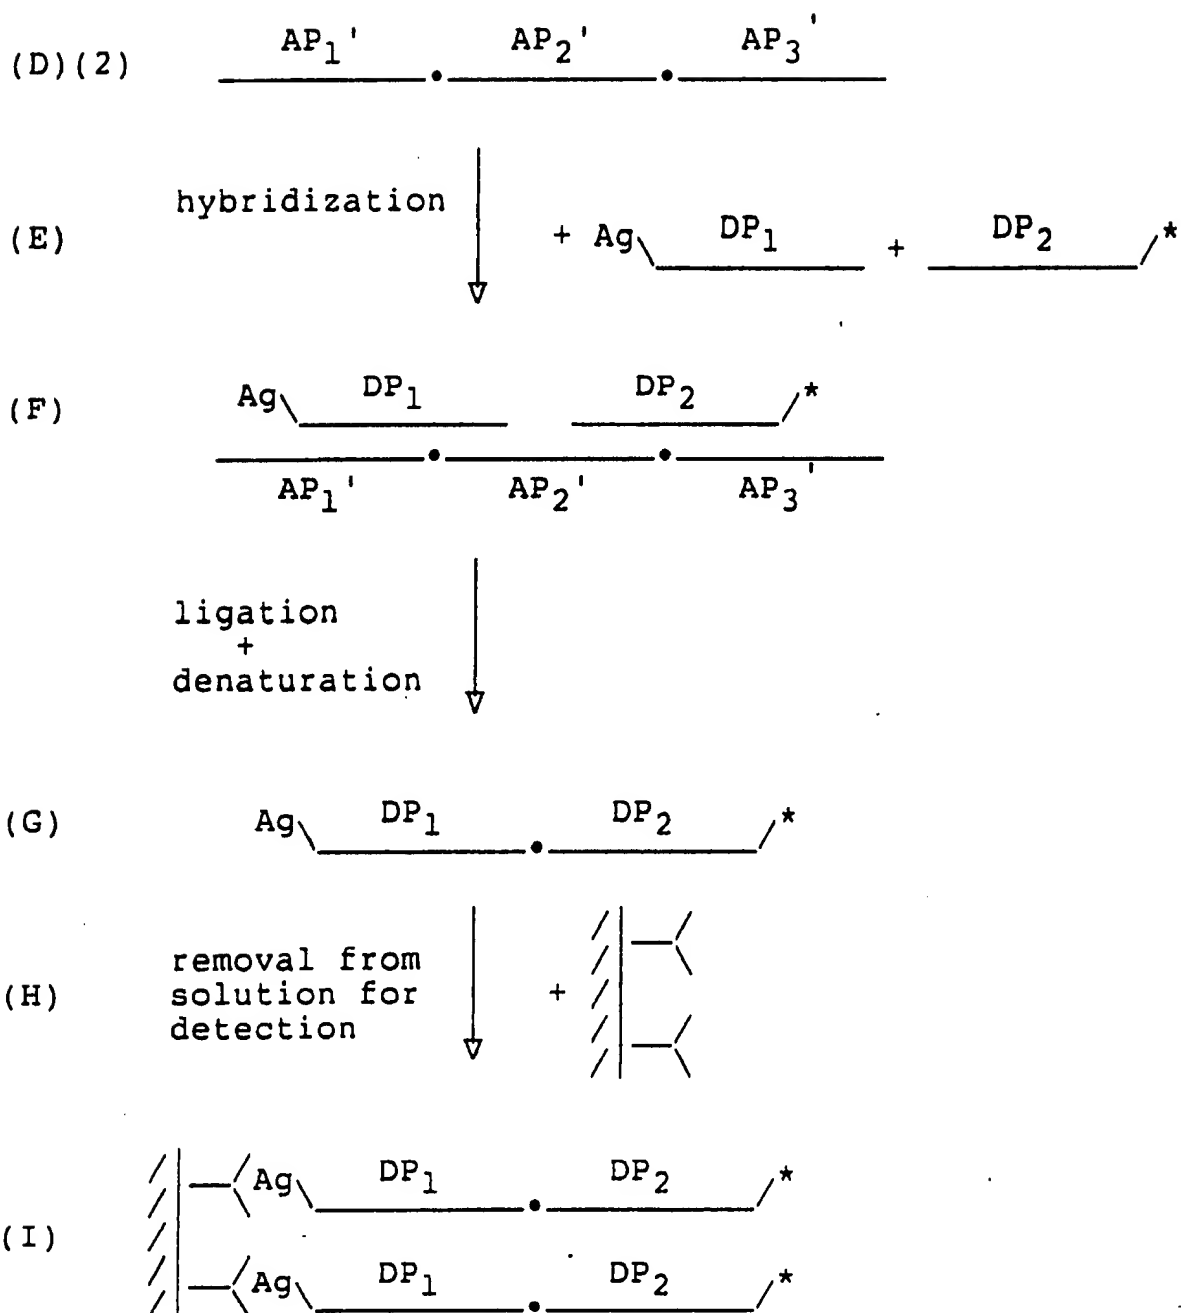 (D)(2) AP1' AP2' AP3'
hybridization
(E) + Ag DP1 + DP2 *
(F) Ag DP1 DP2 *
AP1' AP2' AP3'
ligation
+
denaturation
(G) Ag DP1 DP2 *
removal from
(H) solution for +
detection
Ag DP1 DP2 *
(I)
Ag DP1 DP2 *